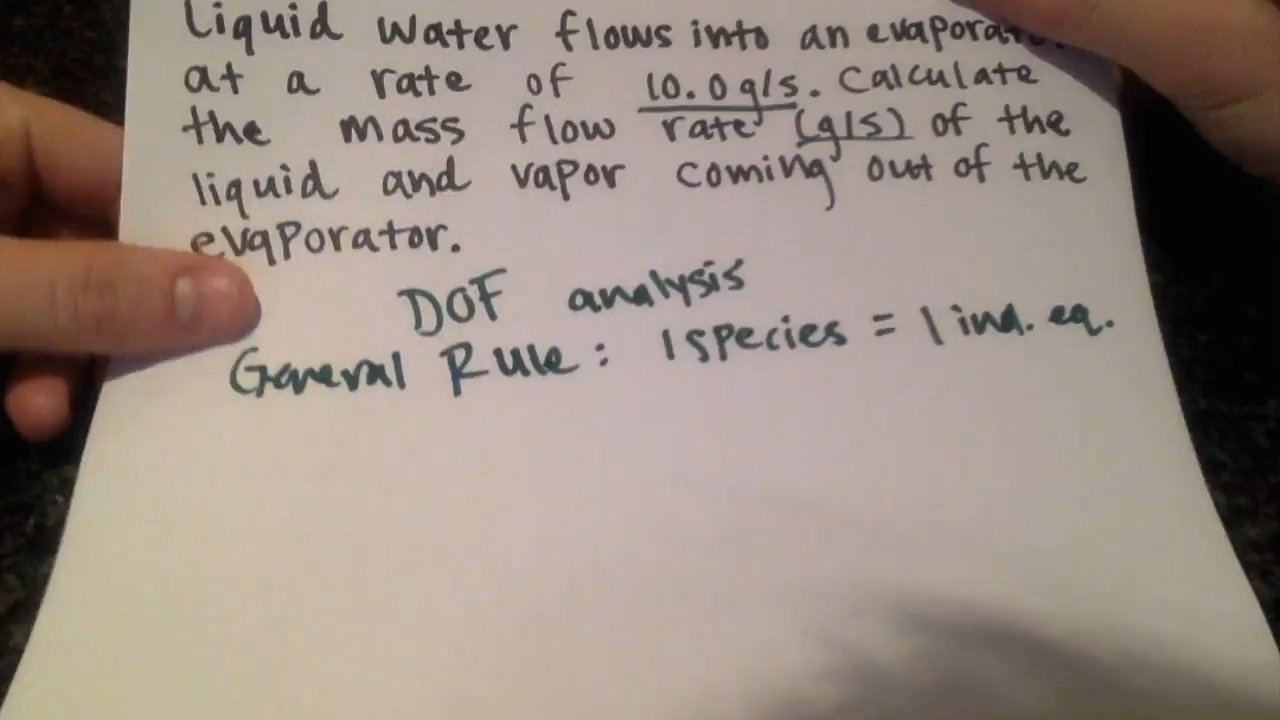 Liquid water flows into an
at a rate of 10.0 g/s. Calculate
the mass flow rate (g/s) of the
liquid and vapor coming out of the
evaporator.
DOF analysis
General Rule: 1 species = 1 ind. eq.